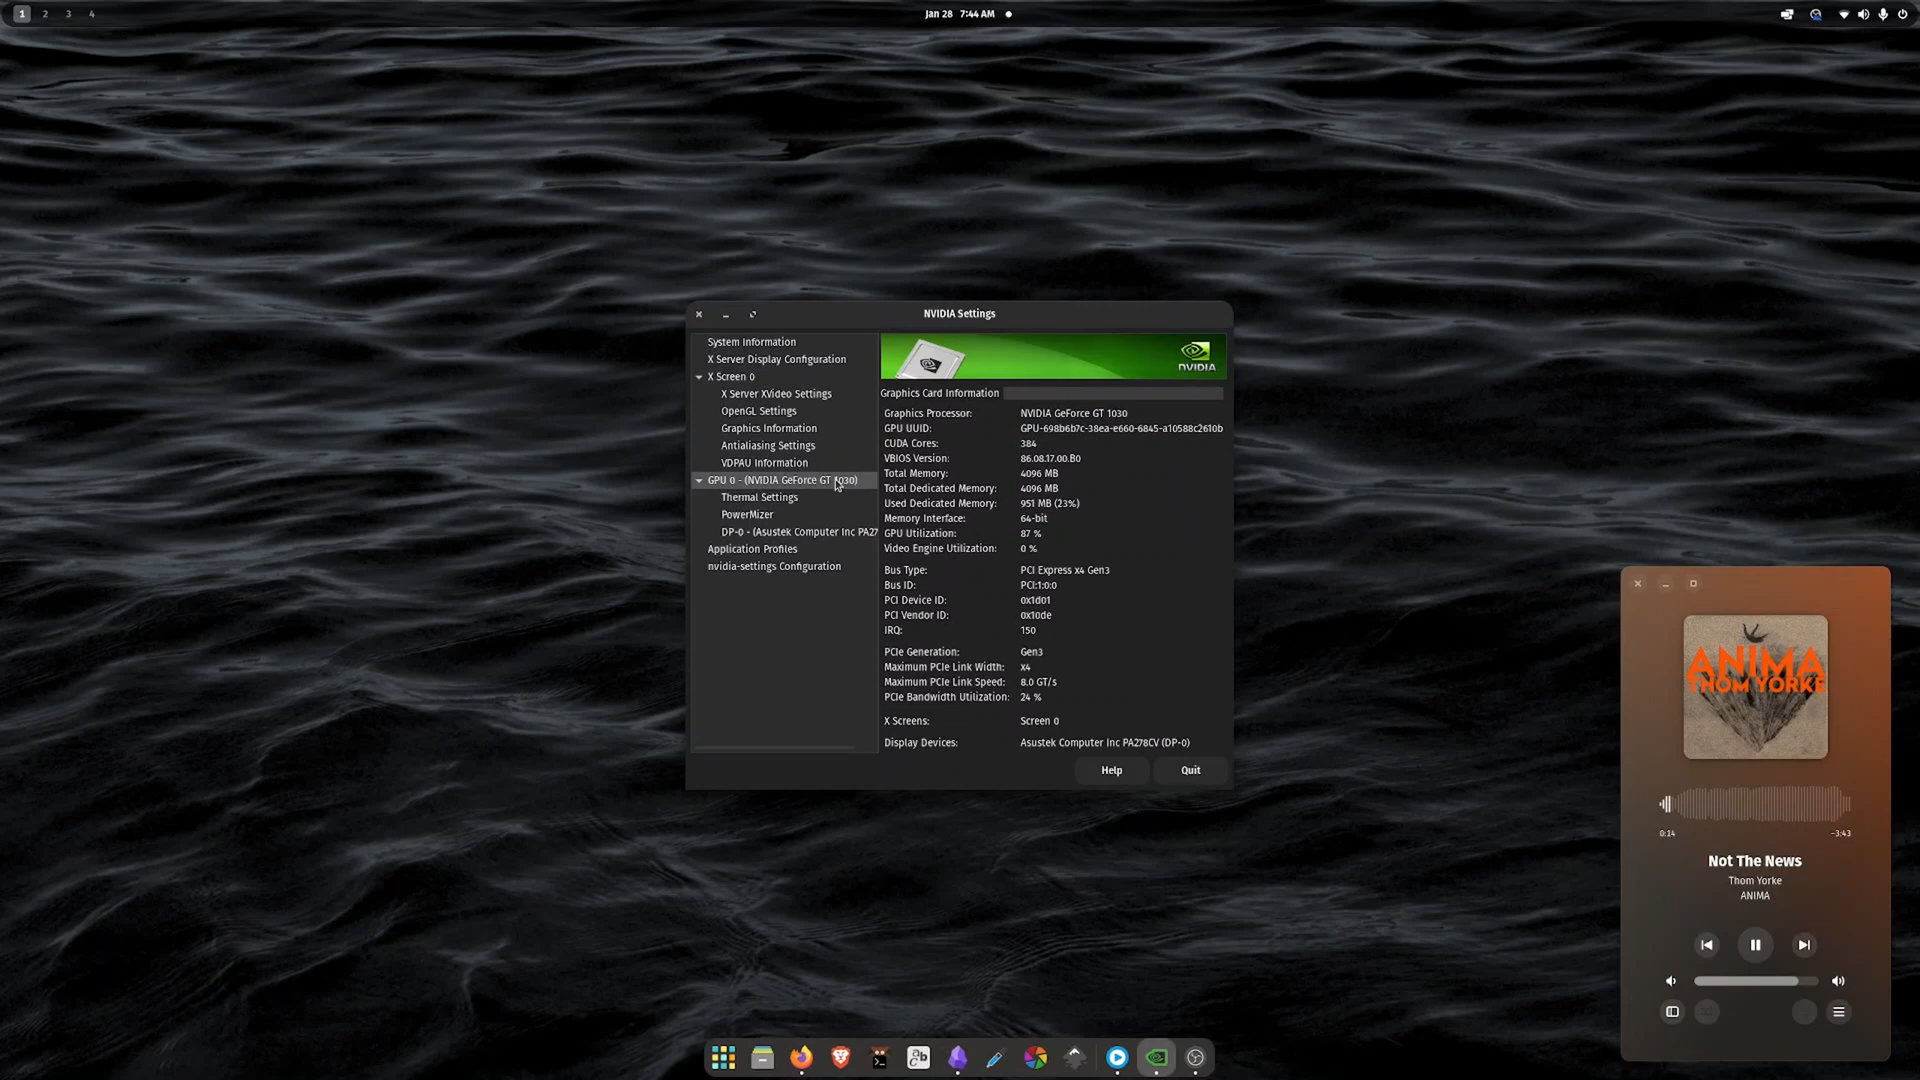 1 2 3 4
Jan 28 7:44 AM
NVIDIA Settings
System Information
X Server Display Configuration
X Screen 0
X Server XVideo Settings
OpenGL Settings
Graphics Information
Antialiasing Settings
VDPAU Information
GPU 0 - (NVIDIA GeForce GT 1030)
Thermal Settings
PowerMizer
DP-0 - (Asustek Computer Inc PA27
Application Profiles
nvidia-settings Configuration
NVIDIA
Graphics Card Information
Graphics Processor: NVIDIA GeForce GT 1030
GPU UUID: GPU-698b6b7c-38ea-e660-6845-a10588c2610b
CUDA Cores: 384
VBIOS Version: 86.08.17.00.B0
Total Memory: 4096 MB
Total Dedicated Memory: 4096 MB
Used Dedicated Memory: 951 MB (23%)
Memory Interface: 64-bit
GPU Utilization: 87 %
Video Engine Utilization: 0 %
Bus Type: PCI Express x4 Gen3
Bus ID: PCI:1:0:0
PCI Device ID: 0x1d01
PCI Vendor ID: 0x10de
IRQ: 150
PCIe Generation: Gen3
Maximum PCIe Link Width: x4
Maximum PCIe Link Speed: 8.0 GT/s
PCIe Bandwidth Utilization: 24 %
X Screens: Screen 0
Display Devices: Asustek Computer Inc PA278CV (DP-0)
Help Quit
ANIMA
THOM YORKE
0:14 -3:43
Not The News
Thom Yorke
ANIMA